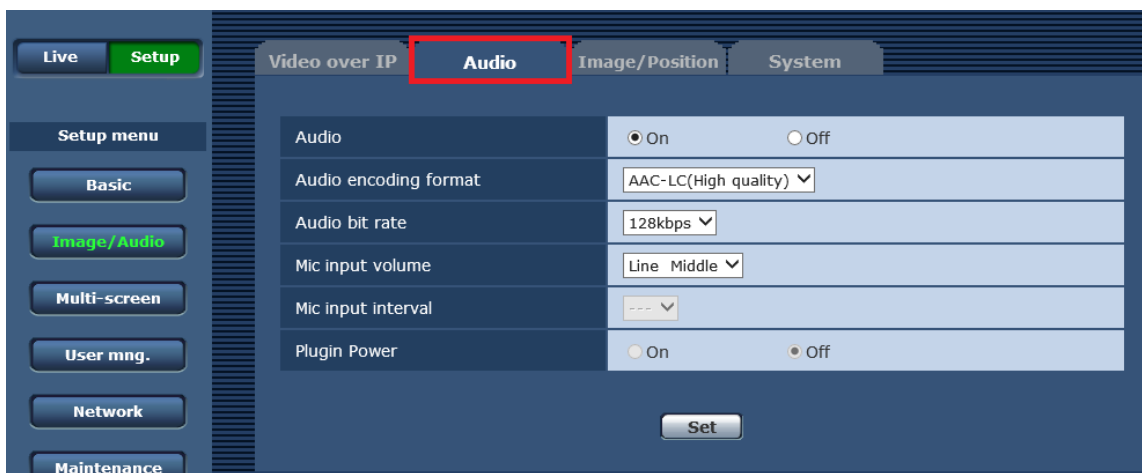 Live Setup
Video over IP Audio Image/Position System
Setup menu
Basic
Image/Audio
Multi-screen
User mng.
Network
Maintenance
Audio On Off
Audio encoding format AAC-LC(High quality)
Audio bit rate 128kbps
Mic input volume Line Middle
Mic input interval ---
Plugin Power On Off
Set